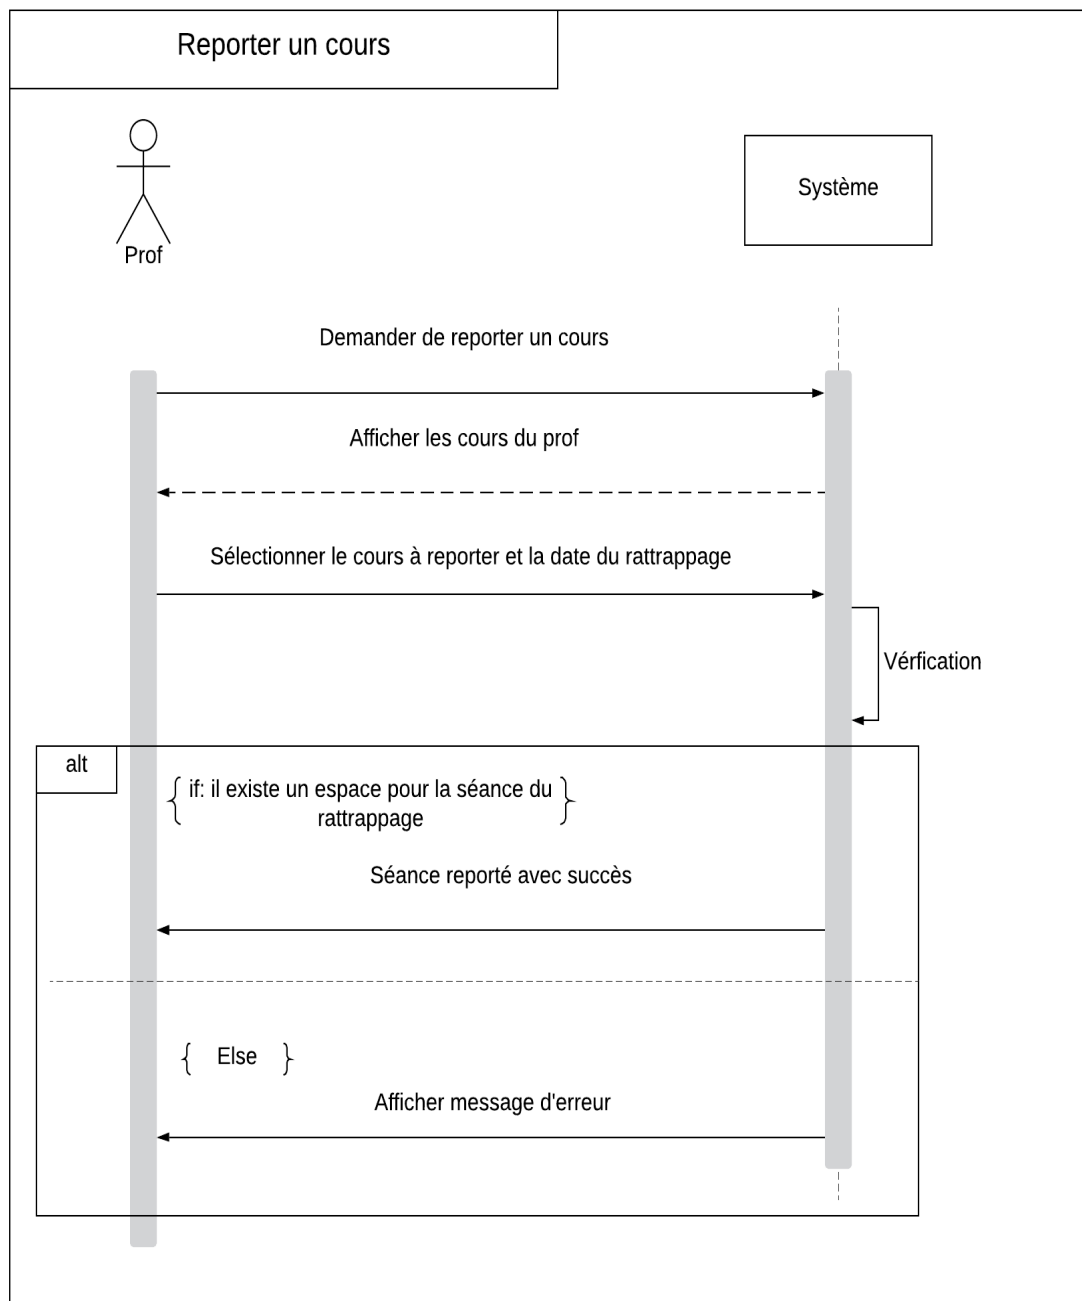 Reporter un cours
Prof
Système
Demander de reporter un cours
Afficher les cours du prof
Sélectionner le cours à reporter et la date du rattrappage
Vérfication
alt
if: il existe un espace pour la séance du
rattrappage
Séance reporté avec succès
Else
Afficher message d'erreur